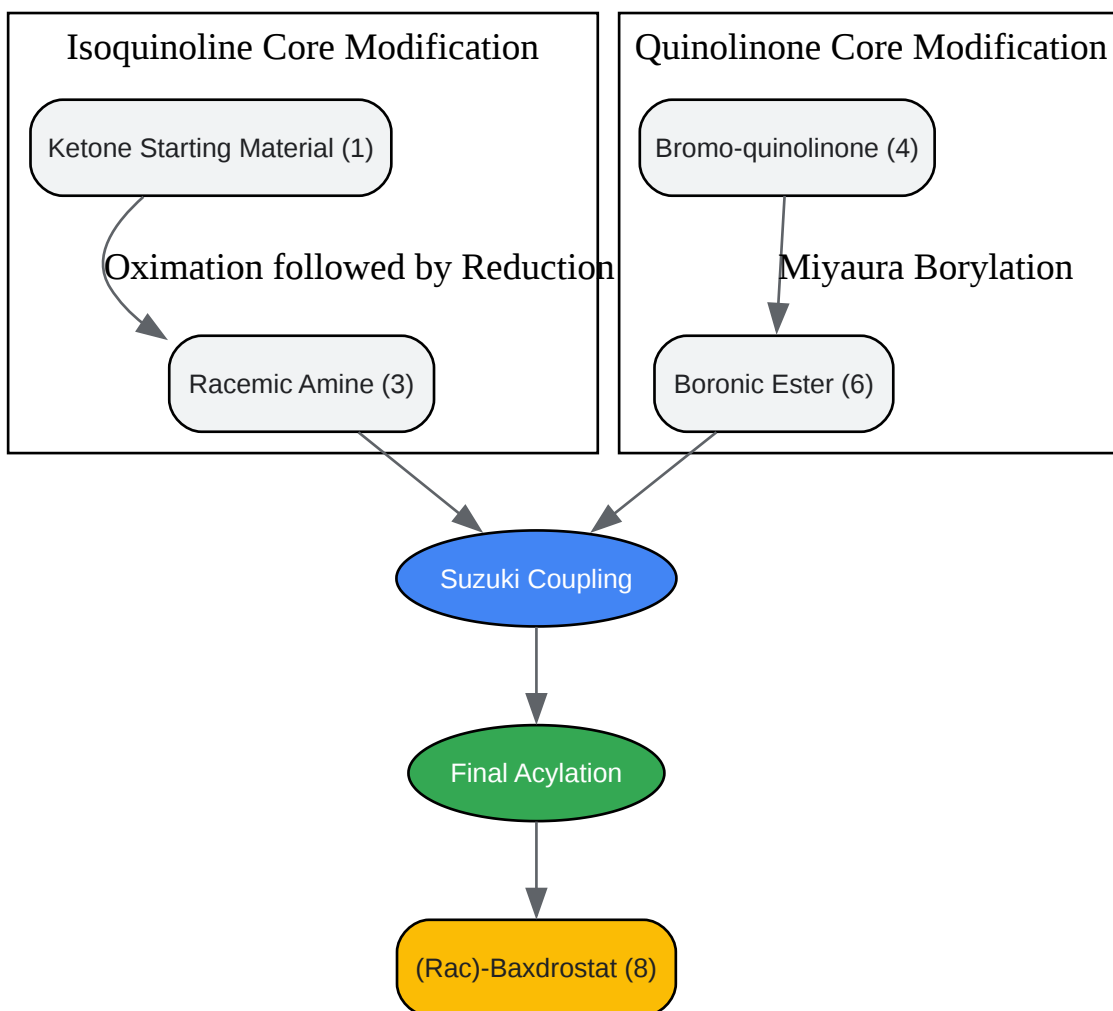 Isoquinoline Core Modification
Ketone Starting Material (1)
Oximation followed by Reduction
Racemic Amine (3)
Quinolinone Core Modification
Bromo-quinolinone (4)
Miyaura Borylation
Boronic Ester (6)
Suzuki Coupling
Final Acylation
(Rac)-Baxdrostat (8)